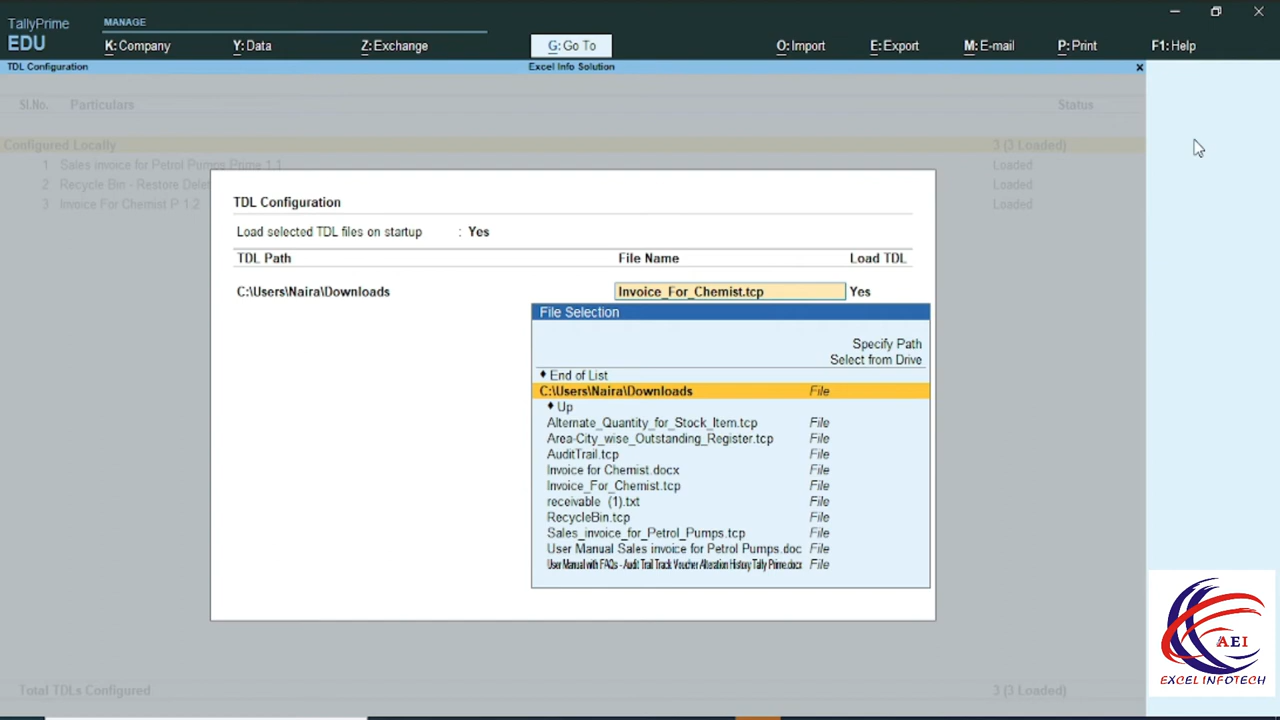 TallyPrime
EDU
MANAGE
K: Company
Y: Data
Z: Exchange
G: Go To
O: Import
E: Export
M: E-mail
P: Print
F1: Help
TDL Configuration
Excel Info Solution
x
Sl.No. Particulars Status
Configured Locally 3 (3 Loaded)
1 Sales invoice for Petrol Pumps Prime 1.1 Loaded
2 Recycle Bin - Restore Delet Loaded
3 Invoice For Chemist P 1.2 Loaded
TDL Configuration
Load selected TDL files on startup : Yes
TDL Path File Name Load TDL
C:\Users\Naira\Downloads Invoice_For_Chemist.tcp Yes
File Selection
Specify Path
Select from Drive
♦ End of List
C:\Users\Naira\Downloads File
♦ Up
Alternate_Quantity_for_Stock_Item.tcp File
Area-City_wise_Outstanding_Register.tcp File
AuditTrail.tcp File
Invoice for Chemist.docx File
Invoice_For_Chemist.tcp File
receivable (1).txt File
RecycleBin.tcp File
Sales_invoice_for_Petrol_Pumps.tcp File
User Manual Sales invoice for Petrol Pumps.doc File
User Manual with FAQs - Audit Trail Track Voucher Alteration History Tally Prime.docx File
Total TDLs Configured 3 (3 Loaded)
AEI
EXCEL INFOTECH